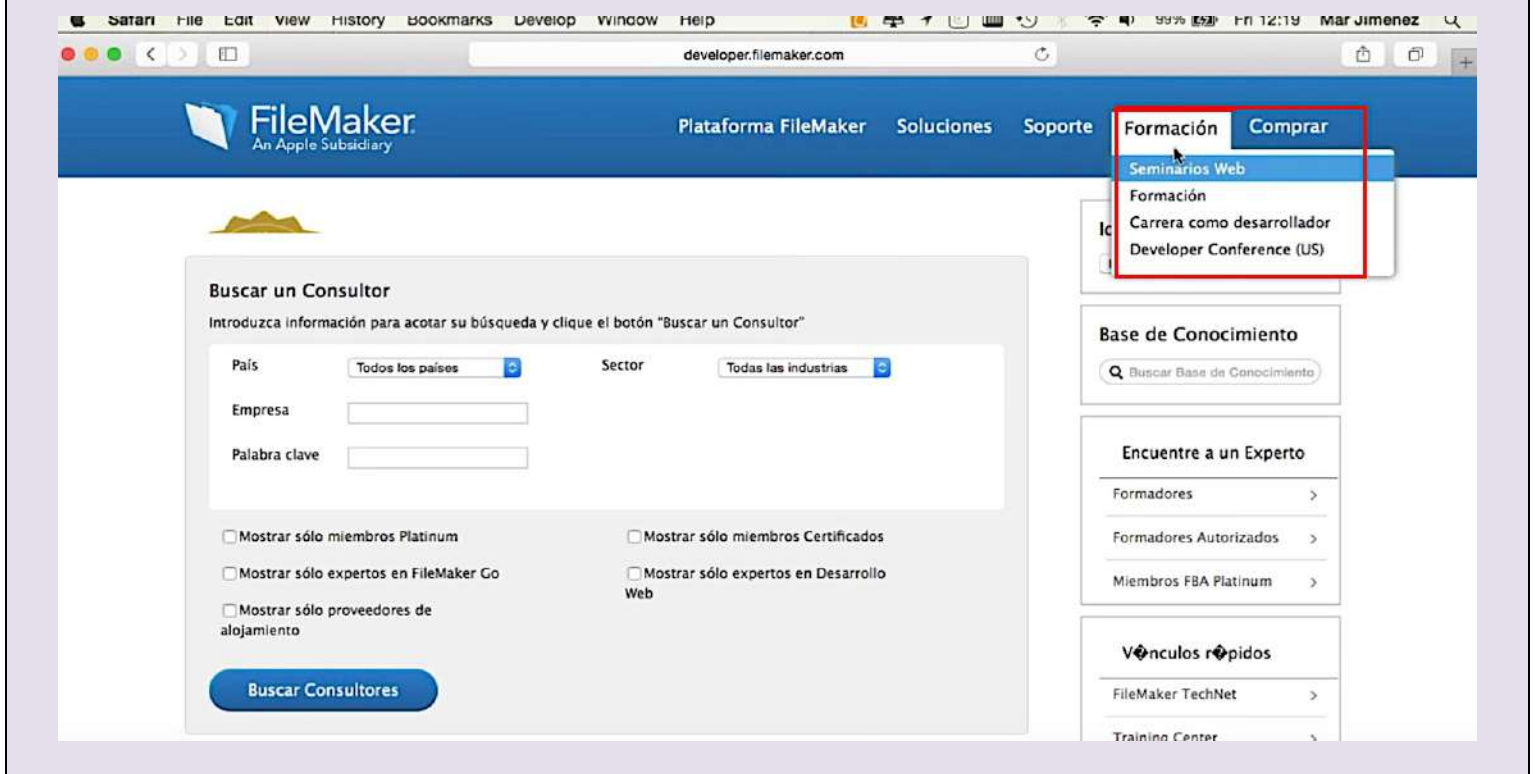 Safari File Edit View History Bookmarks Develop Window Help 99% Fri 12:19 Mar Jimenez
developer.filemaker.com
FileMaker
An Apple Subsidiary
Plataforma FileMaker Soluciones Soporte Formación Comprar
Seminarios Web
Formación
Carrera como desarrollador
Developer Conference (US)
Buscar un Consultor
Introduzca información para acotar su búsqueda y clique el botón "Buscar un Consultor"
País Todos los países Sector Todas las industrias
Empresa
Palabra clave
Mostrar sólo miembros Platinum
Mostrar sólo miembros Certificados
Mostrar sólo expertos en FileMaker Go
Mostrar sólo expertos en Desarrollo
Web
Mostrar sólo proveedores de
alojamiento
Buscar Consultores
Base de Conocimiento
Buscar Base de Conocimiento
Encuentre a un Experto
Formadores
Formadores Autorizados
Miembros FBA Platinum
V�nculos r�pidos
FileMaker TechNet
Training Center